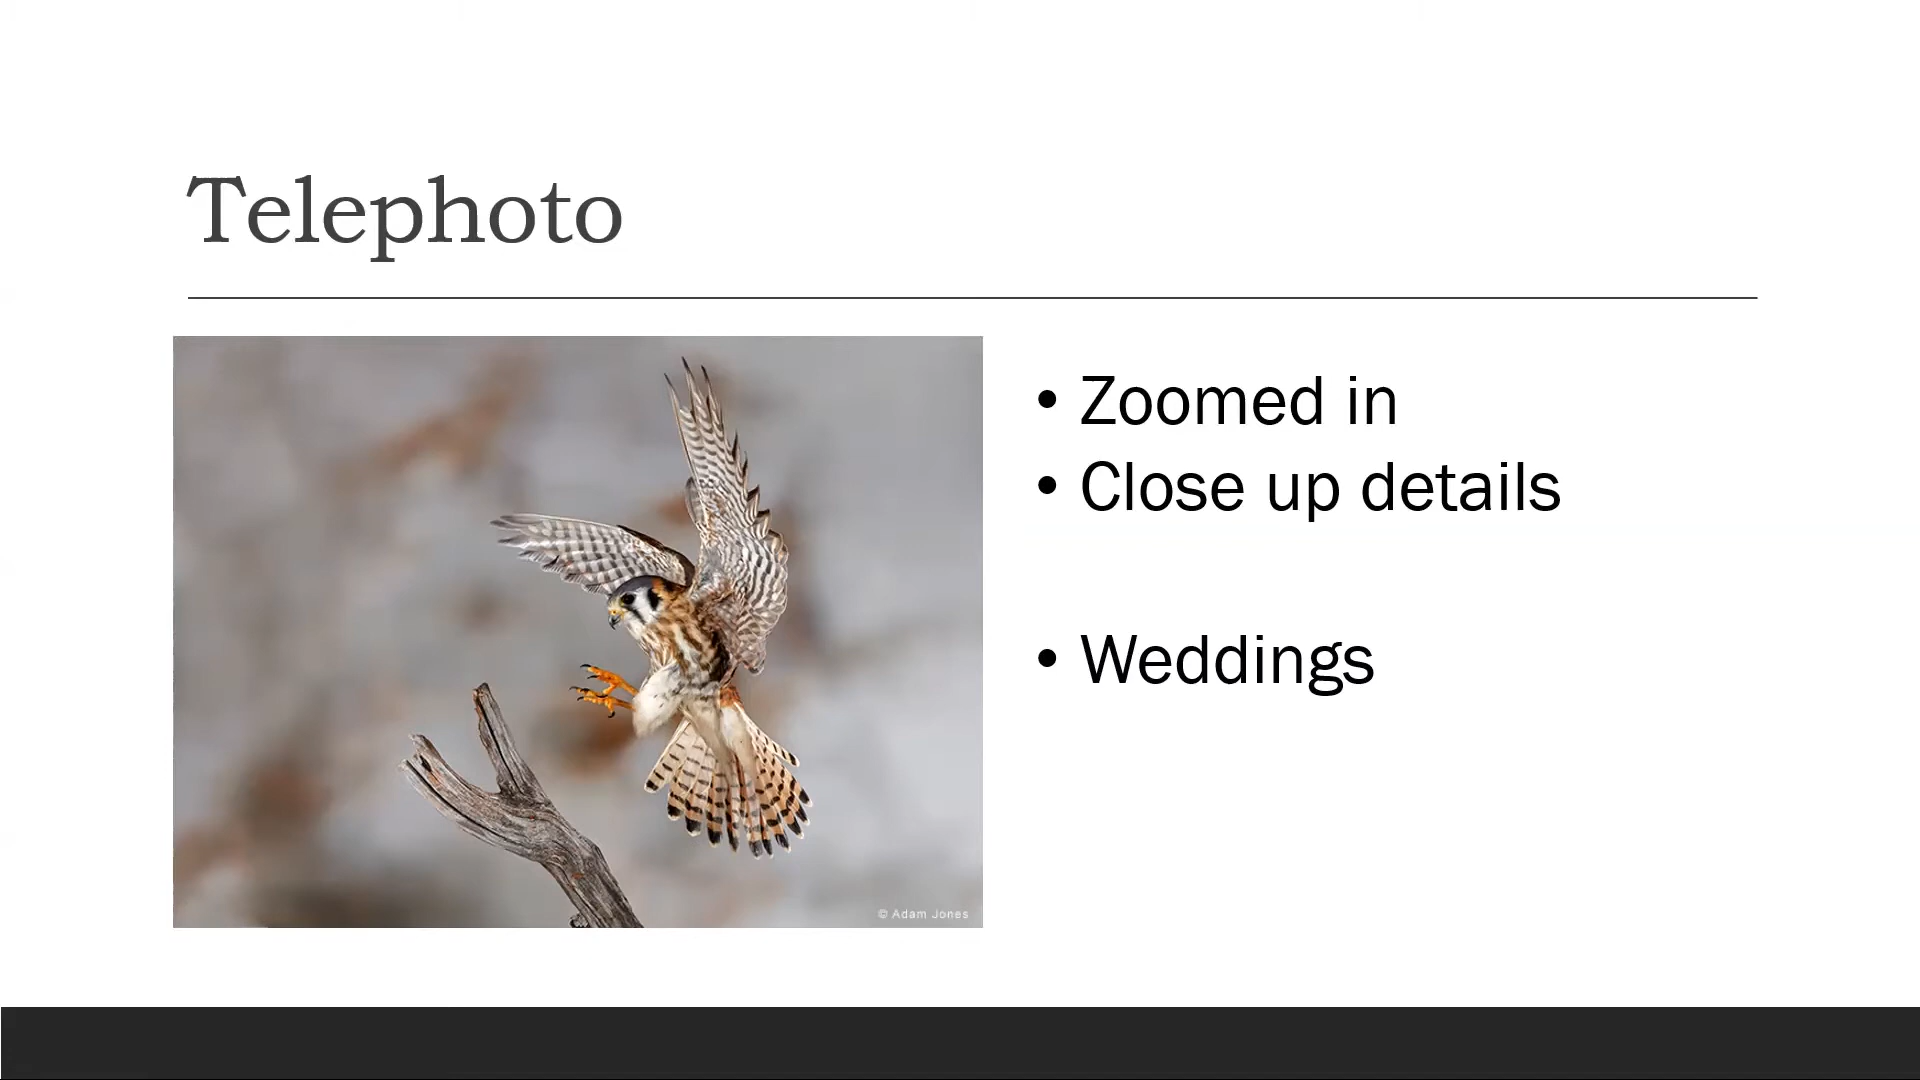 Telephoto
• Zoomed in
• Close up details
• Weddings
© Adam Jones